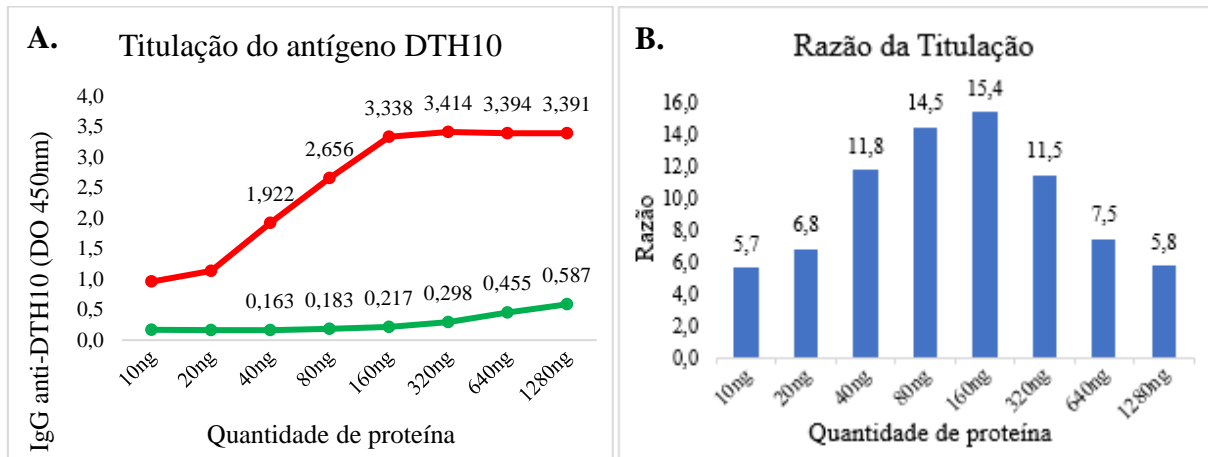 A.
Titulação do antígeno DTH10
IgG anti-DTH10 (DO 450nm)
4,0
3,5
3,0
2,5
2,0
1,5
1,0
0,5
0,0
1,922
2,656
3,338
3,414
3,394
3,391
0,163
0,183
0,217
0,298
0,455
0,587
10ng
20ng
40ng
80ng
160ng
320ng
640ng
1280ng
Quantidade de proteína
B.
Razão da Titulação
Razão
16,0
14,0
12,0
10,0
8,0
6,0
4,0
2,0
0,0
5,7
6,8
11,8
14,5
15,4
11,5
7,5
5,8
10ng
20ng
40ng
80ng
160ng
320ng
640ng
1280ng
Quantidade de proteína